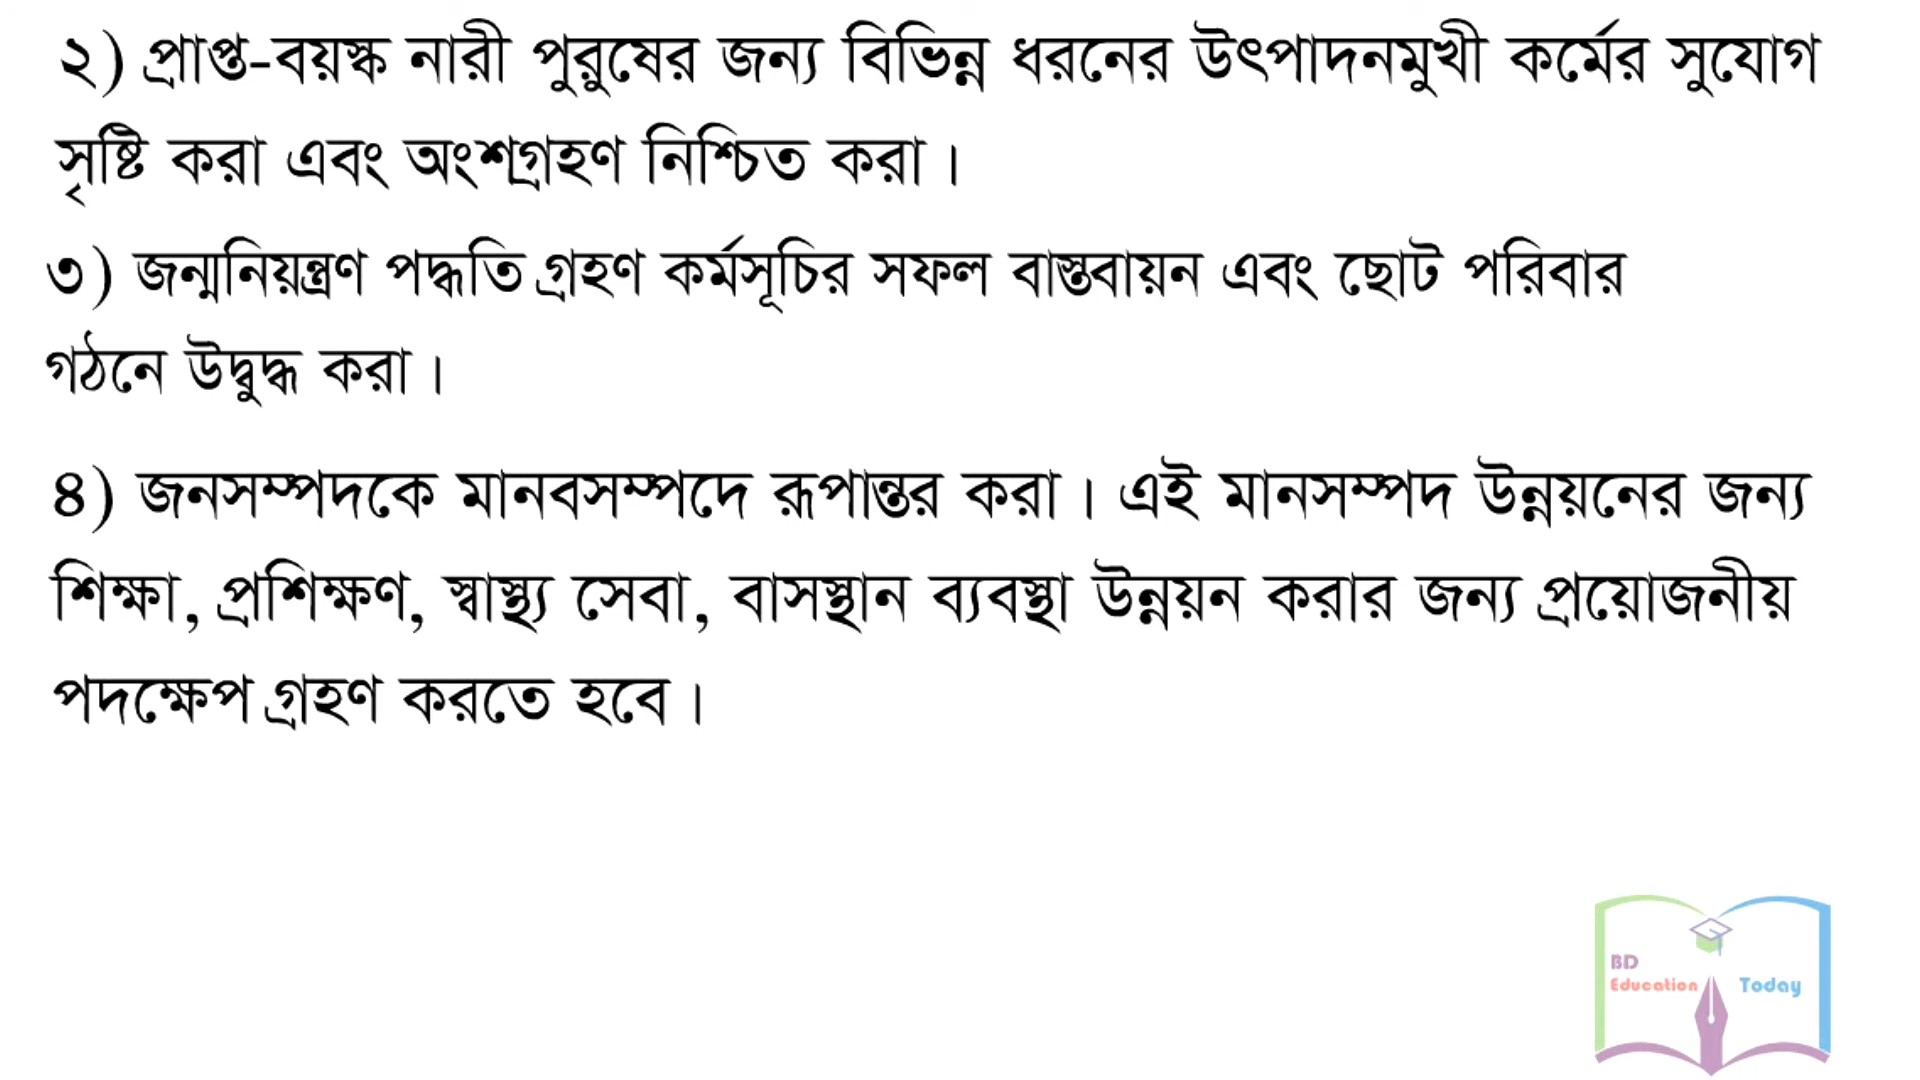 ২) প্রাপ্ত-বয়স্ক নারী পুরুষের জন্য বিভিন্ন ধরনের উৎপাদনমুখী কর্মের সুযোগ
সৃষ্টি করা এবং অংশগ্রহণ নিশ্চিত করা।
৩) জন্মনিয়ন্ত্রণ পদ্ধতি গ্রহণ কর্মসূচির সফল বাস্তবায়ন এবং ছোট পরিবার
গঠনে উদ্বুদ্ধ করা।
৪) জনসম্পদকে মানবসম্পদে রূপান্তর করা। এই মানসম্পদ উন্নয়নের জন্য
শিক্ষা, প্রশিক্ষণ, স্বাস্থ্য সেবা, বাসস্থান ব্যবস্থা উন্নয়ন করার জন্য প্রয়োজনীয়
পদক্ষেপ গ্রহণ করতে হবে।
BD
Education Today